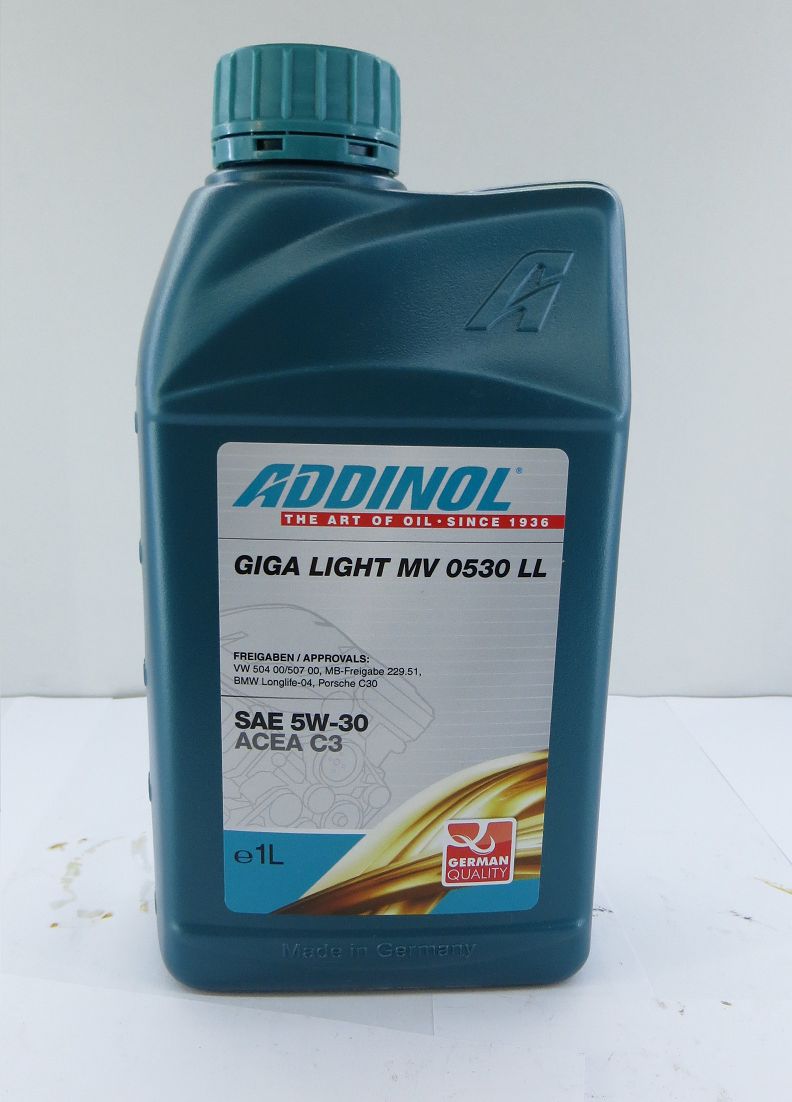 ADDINOL®
THE ART OF OIL · SINCE 1936
GIGA LIGHT MV 0530 LL
FREIGABEN / APPROVALS:
VW 504 00/507 00, MB-Freigabe 229.51,
BMW Longlife-04, Porsche C30
SAE 5W-30
ACEA C3
℮1L
GERMAN
QUALITY
Made in Germany